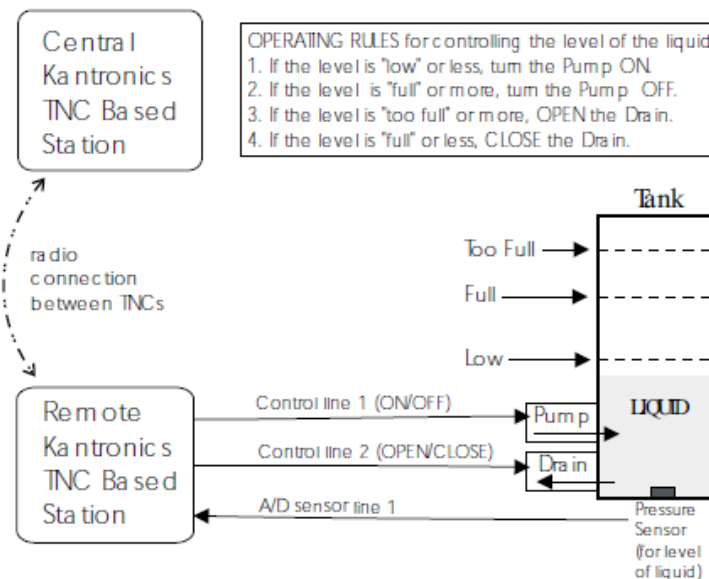 Central
Kantronics
TNC Based
Station
OPERATING RULES for controlling the level of the liquid
1. If the level is "low" or less, turn the Pump ON.
2. If the level is "full" or more, turn the Pump OFF.
3. If the level is "too full" or more, OPEN the Drain.
4. If the level is "full" or less, CLOSE the Drain.
Tank
radio
connection
between TNCs
Too Full
Full
Low
Remote
Kantronics
TNC Based
Station
Control line 1 (ON/OFF)
Control line 2 (OPEN/CLOSE)
A/D sensor line 1
Pump
Drain
LIQUID
Pressure
Sensor
(for level
of liquid)